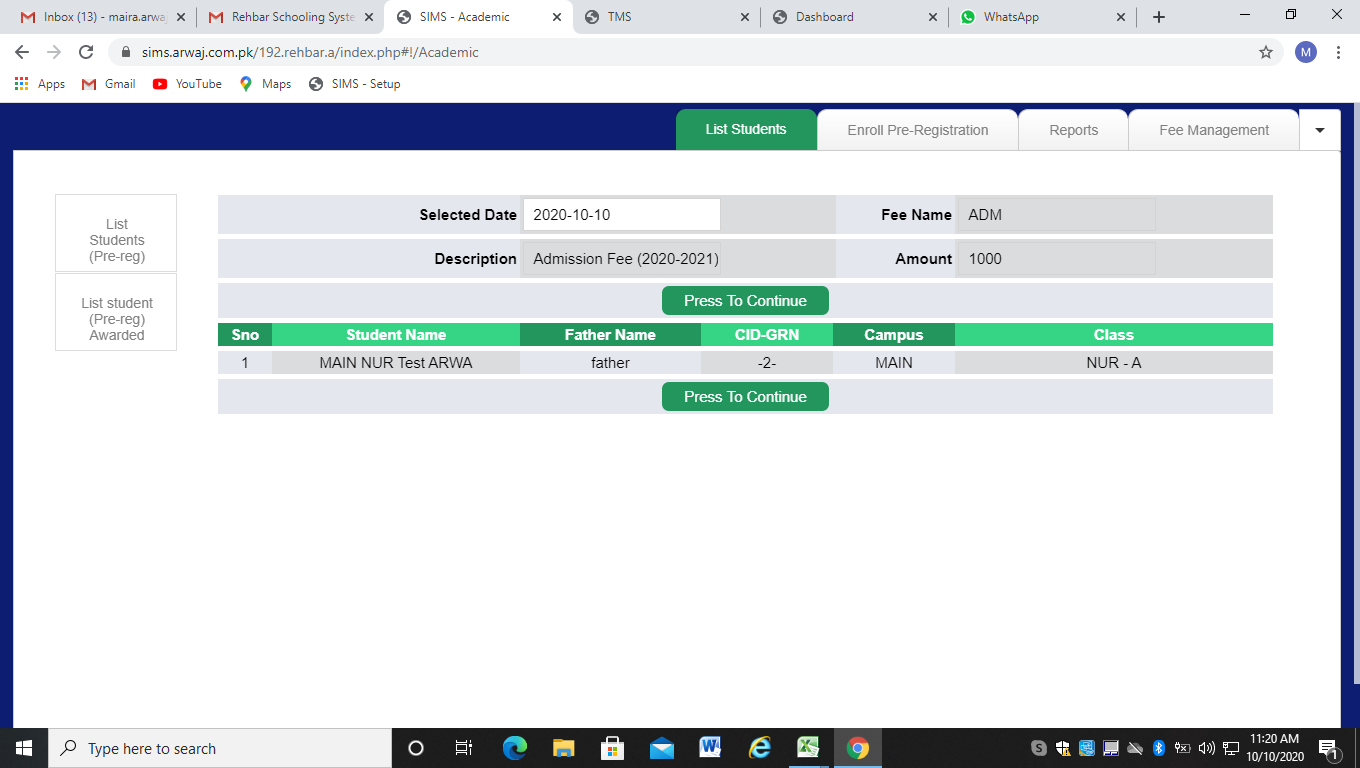 Inbox (13) - maira.arwaj
Rehbar Schooling Syste
SIMS - Academic
TMS
Dashboard
WhatsApp
sims.arwaj.com.pk/192.rehbar.a/index.php#!/Academic
M
Apps
Gmail
YouTube
Maps
SIMS - Setup
List Students
Enroll Pre-Registration
Reports
Fee Management
List
Students
(Pre-reg)
List student
(Pre-reg)
Awarded
Selected Date 2020-10-10 Fee Name ADM
Description Admission Fee (2020-2021) Amount 1000
Press To Continue
Sno Student Name Father Name CID-GRN Campus Class
1 MAIN NUR Test ARWA father -2- MAIN NUR - A
Press To Continue
Type here to search
11:20 AM
10/10/2020
1